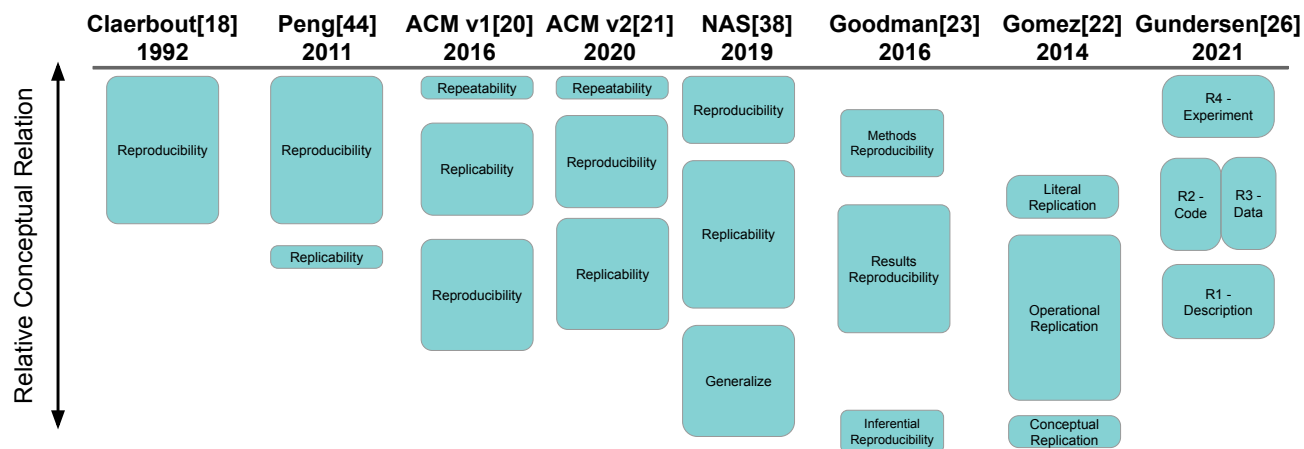 Claerbout[18] Peng[44] ACM v1[20] ACM v2[21] NAS[38] Goodman[23] Gomez[22] Gundersen[26]
1992 2011 2016 2020 2019 2016 2014 2021
Relative Conceptual Relation
Reproducibility
Reproducibility
Replicability
Repeatability
Replicability
Reproducibility
Repeatability
Reproducibility
Replicability
Reproducibility
Replicability
Generalize
Methods
Reproducibility
Results
Reproducibility
Inferential
Reproducibility
Literal
Replication
Operational
Replication
Conceptual
Replication
R4 -
Experiment
R2 -
Code
R3 -
Data
R1 -
Description